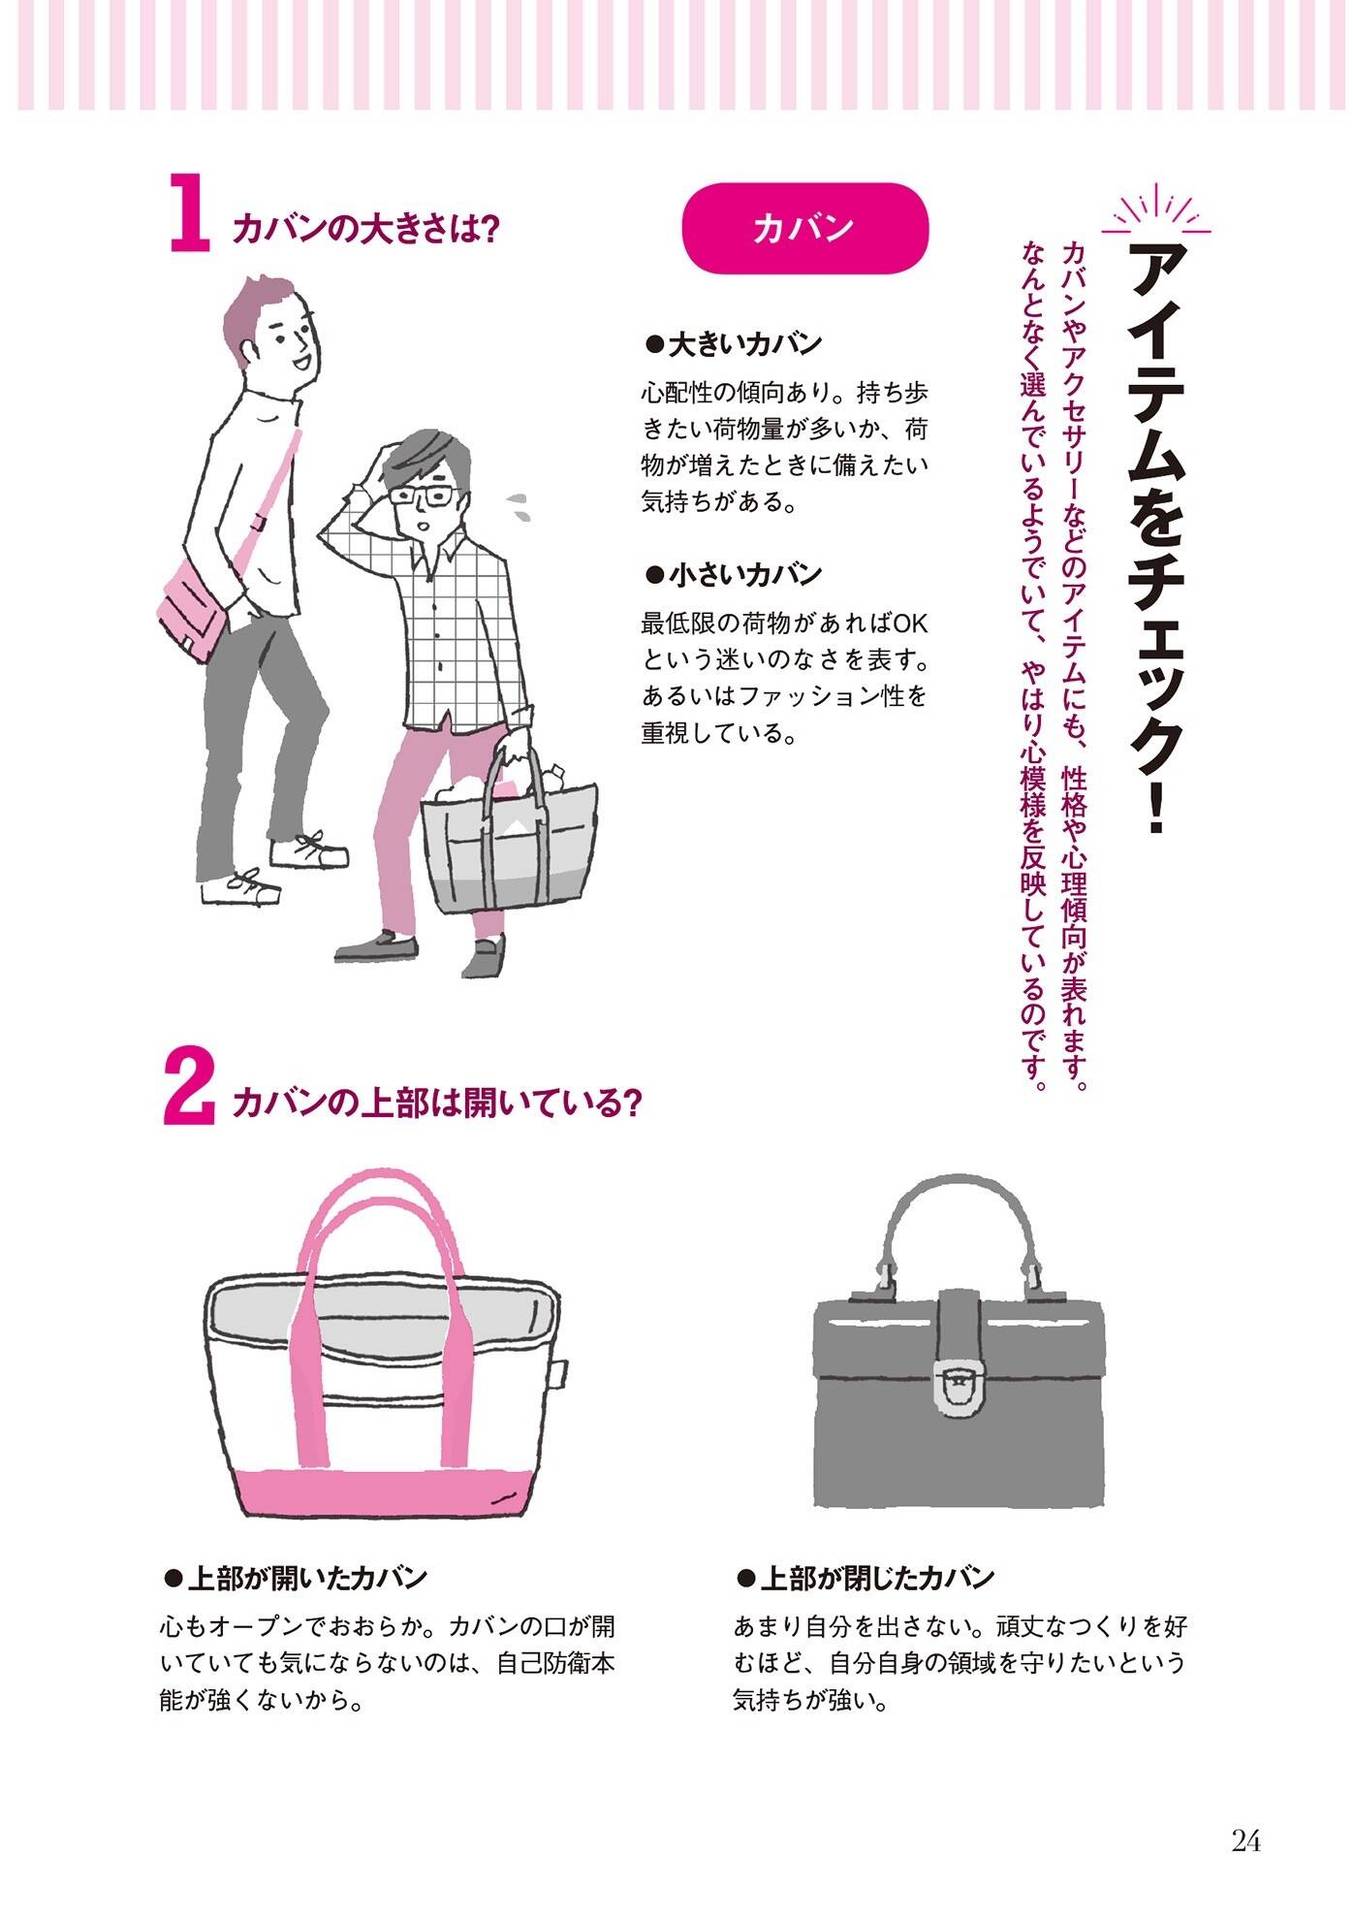 アイテムをチェック！
カバンやアクセサリーなどのアイテムにも、性格や心理傾向が表れます。
なんとなく選んでいるようでいて、やはり心模様を反映しているのです。
カバン
1 カバンの大きさは?
●大きいカバン
心配性の傾向あり。持ち歩
きたい荷物量が多いか、荷
物が増えたときに備えたい
気持ちがある。
●小さいカバン
最低限の荷物があればOK
という迷いのなさを表す。
あるいはファッション性を
重視している。
2 カバンの上部は開いている?
●上部が開いたカバン
心もオープンでおおらか。カバンの口が開
いていても気にならないのは、自己防衛本
能が強くないから。
●上部が閉じたカバン
あまり自分を出さない。頑丈なつくりを好
むほど、自分自身の領域を守りたいという
気持ちが強い。
24